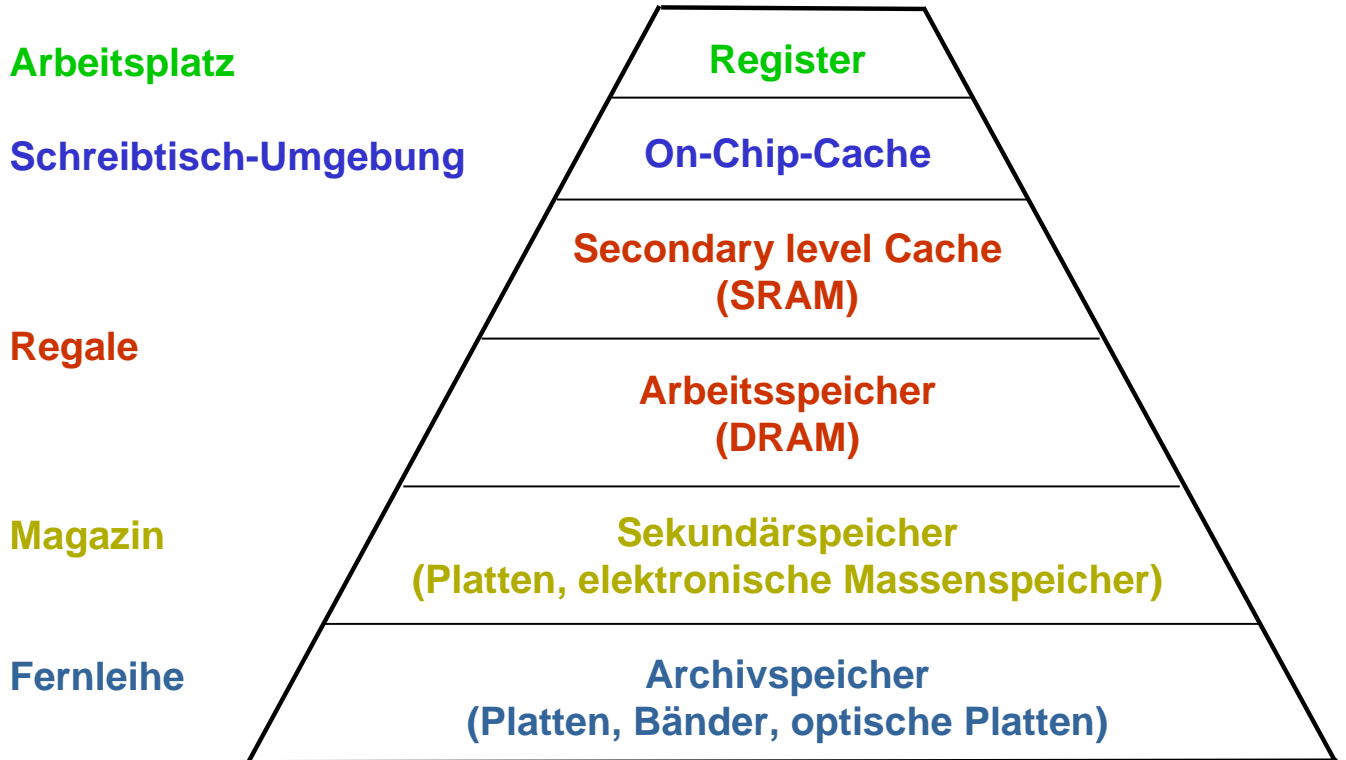 Arbeitsplatz
Register
Schreibtisch-Umgebung
On-Chip-Cache
Secondary level Cache
(SRAM)
Regale
Arbeitsspeicher
(DRAM)
Magazin
Sekundärspeicher
(Platten, elektronische Massenspeicher)
Fernleihe
Archivspeicher
(Platten, Bänder, optische Platten)